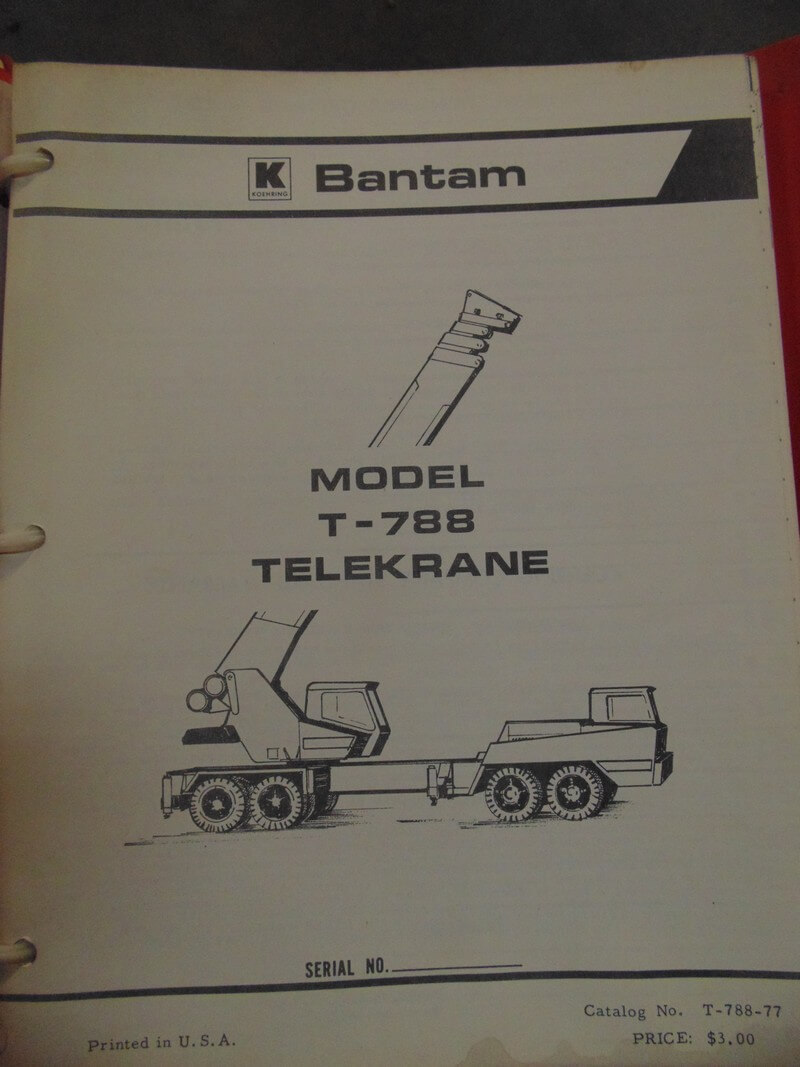 K
KOEHRING
Bantam
MODEL
T-788
TELEKRANE
SERIAL NO.
Catalog No. T-788-77
Printed in U.S.A.
PRICE: $3.00